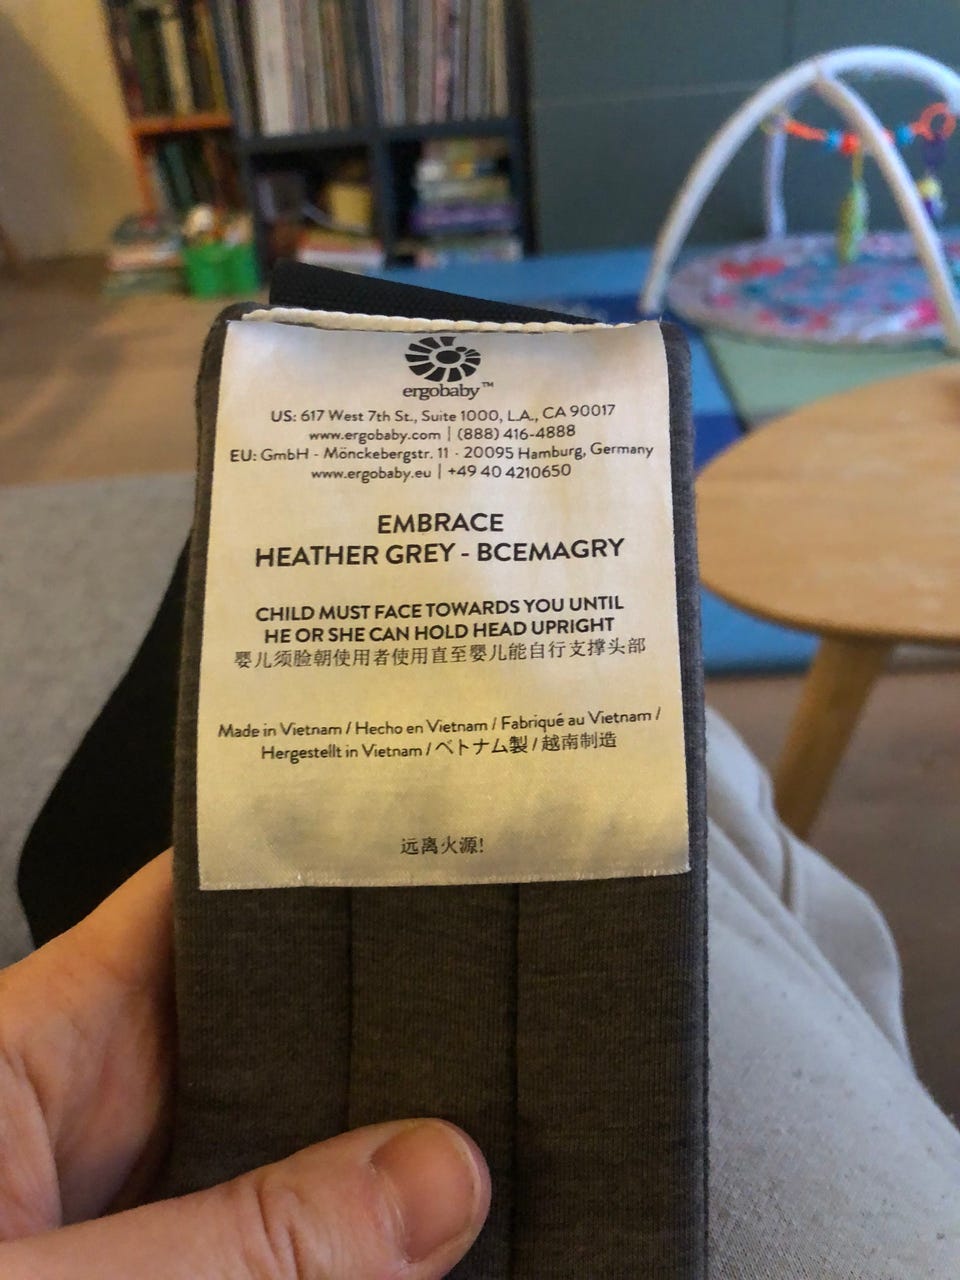 ergobaby™
US: 617 West 7th St., Suite 1000, L.A., CA 90017
www.ergobaby.com | (888) 416-4888
EU: GmbH - Mönckebergstr. 11 · 20095 Hamburg, Germany
www.ergobaby.eu | +49 40 4210650
EMBRACE
HEATHER GREY - BCEMAGRY
CHILD MUST FACE TOWARDS YOU UNTIL
HE OR SHE CAN HOLD HEAD UPRIGHT
婴儿须脸朝使用者使用直至婴儿能自行支撑头部
Made in Vietnam / Hecho en Vietnam / Fabriqué au Vietnam /
Hergestellt in Vietnam / ベトナム製 / 越南制造
远离火源!